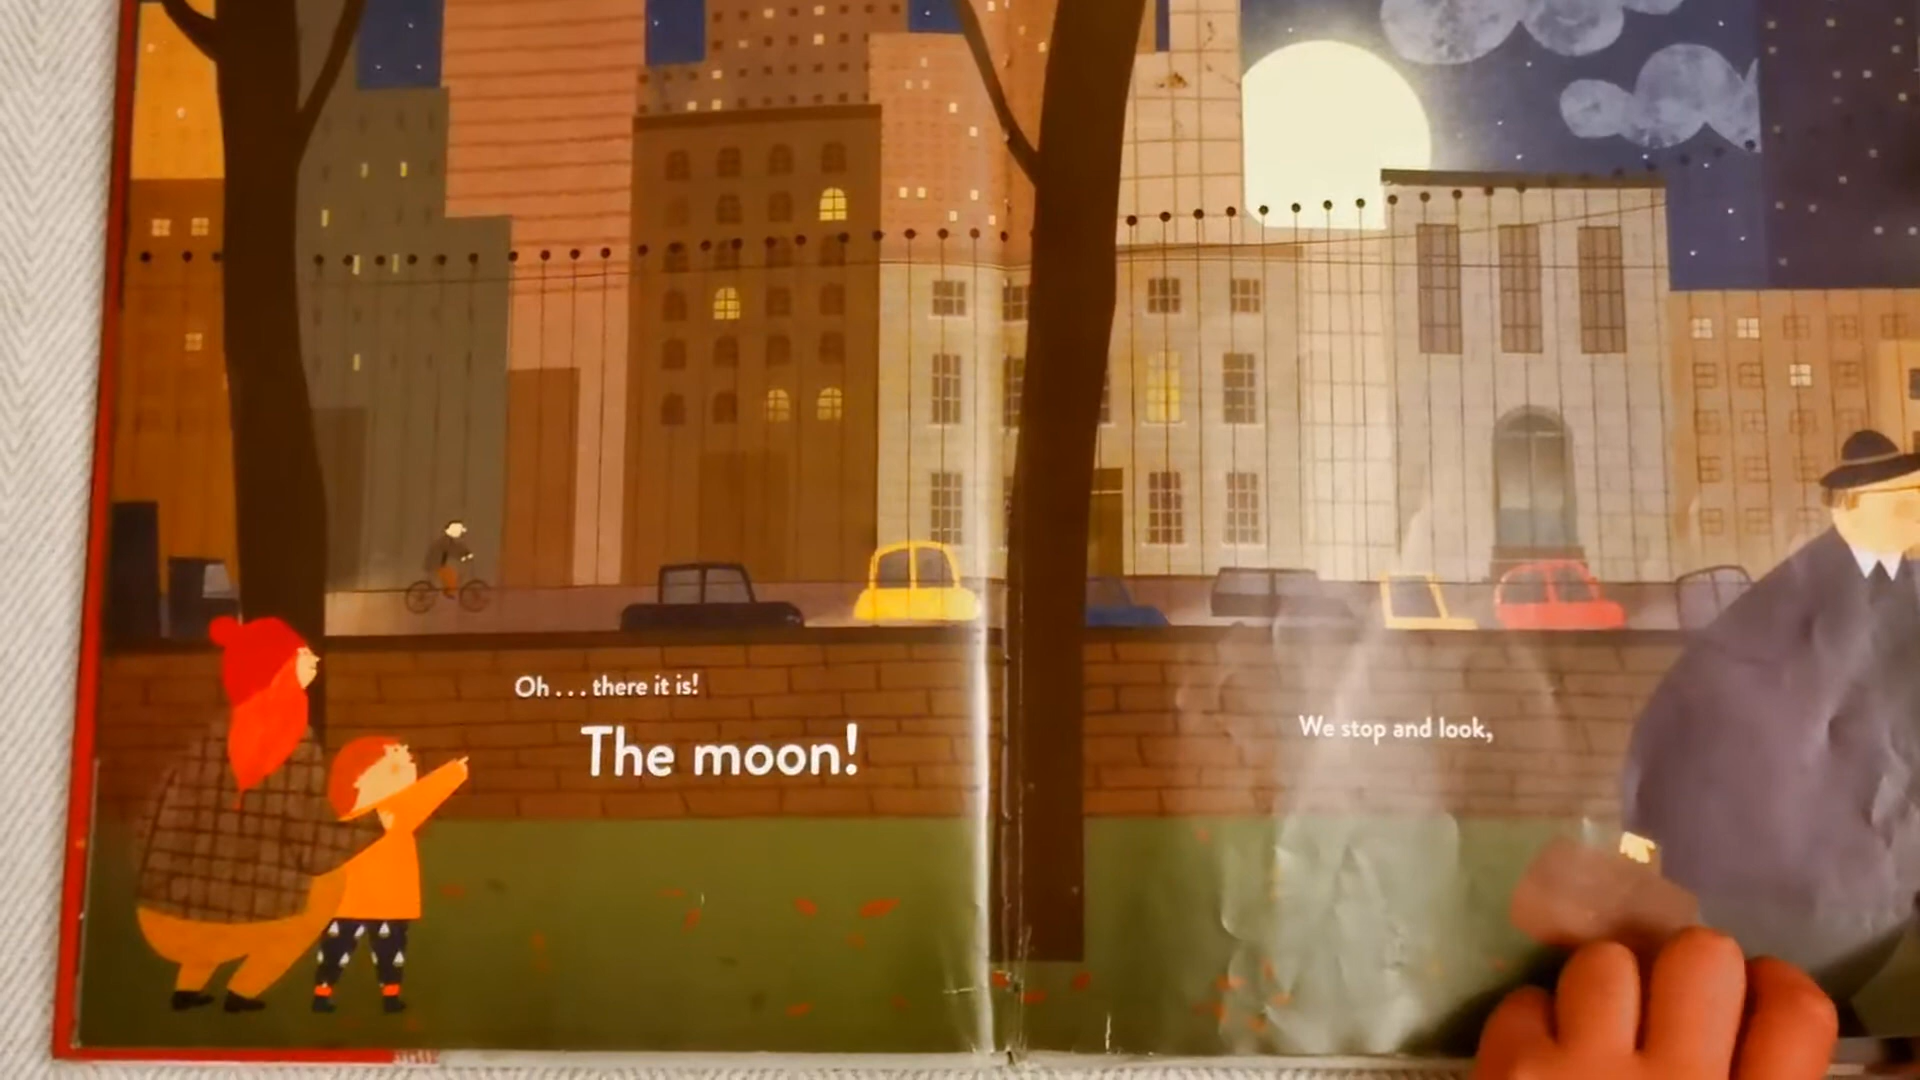 Oh . . . there it is!
The moon!
We stop and look,